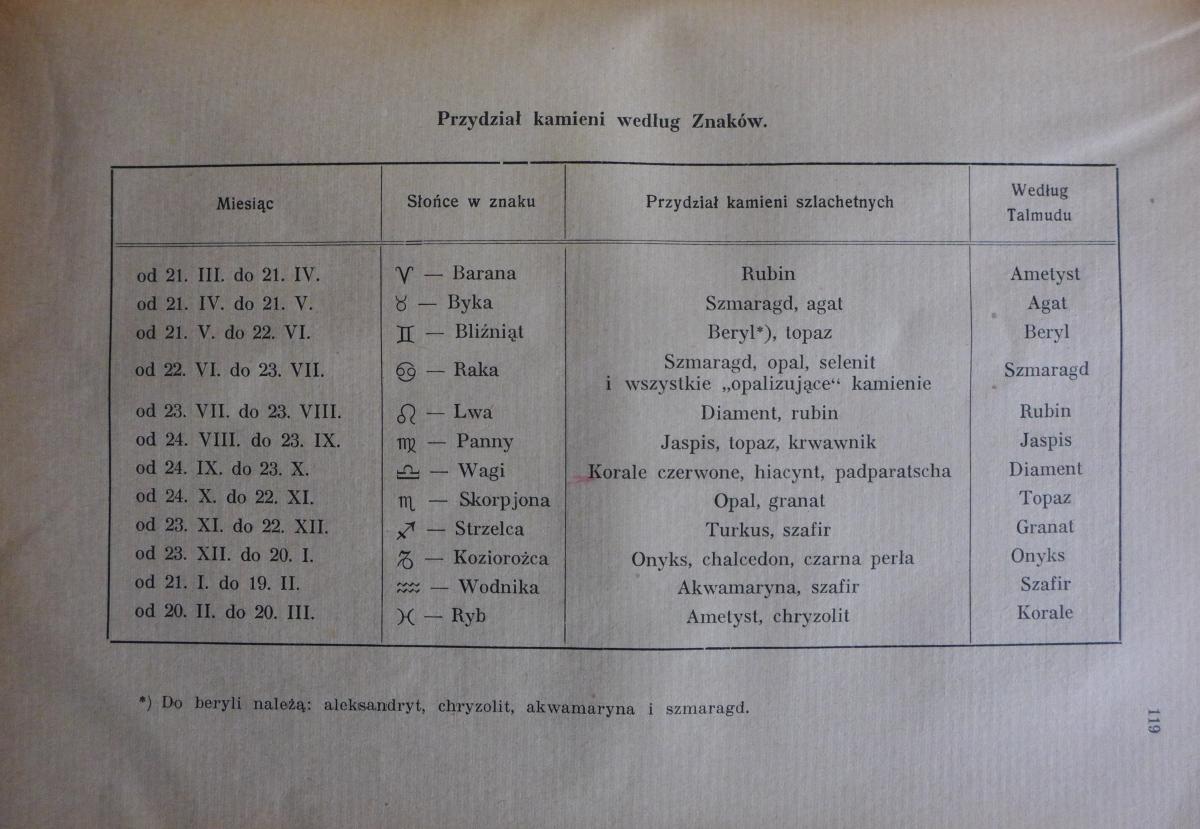 Przydział kamieni według Znaków.
Miesiąc Słońce w znaku Przydział kamieni szlachetnych Według Talmudu
od 21. III. do 21. IV. ♈ — Barana Rubin Ametyst
od 21. IV. do 21. V. ♉ — Byka Szmaragd, agat Agat
od 21. V. do 22. VI. ♊ — Bliźniąt Beryl*), topaz Beryl
od 22. VI. do 23. VII. ♋ — Raka Szmaragd, opal, selenit i wszystkie „opalizujące“ kamienie Szmaragd
od 23. VII. do 23. VIII. ♌ — Lwa Diament, rubin Rubin
od 24. VIII. do 23. IX. ♍ — Panny Jaspis, topaz, krwawnik Jaspis
od 24. IX. do 23. X. ♎ — Wagi Korale czerwone, hiacynt, padparatscha Diament
od 24. X. do 22. XI. ♏ — Skorpjona Opal, granat Topaz
od 23. XI. do 22. XII. ♐ — Strzelca Turkus, szafir Granat
od 23. XII. do 20. I. ♑ — Koziorożca Onyks, chalcedon, czarna perła Onyks
od 21. I. do 19. II. ♒ — Wodnika Akwamaryna, szafir Szafir
od 20. II. do 20. III. ♓ — Ryb Ametyst, chryzolit Korale
*) Do beryli należą: aleksandryt, chryzolit, akwamaryna i szmaragd.
119